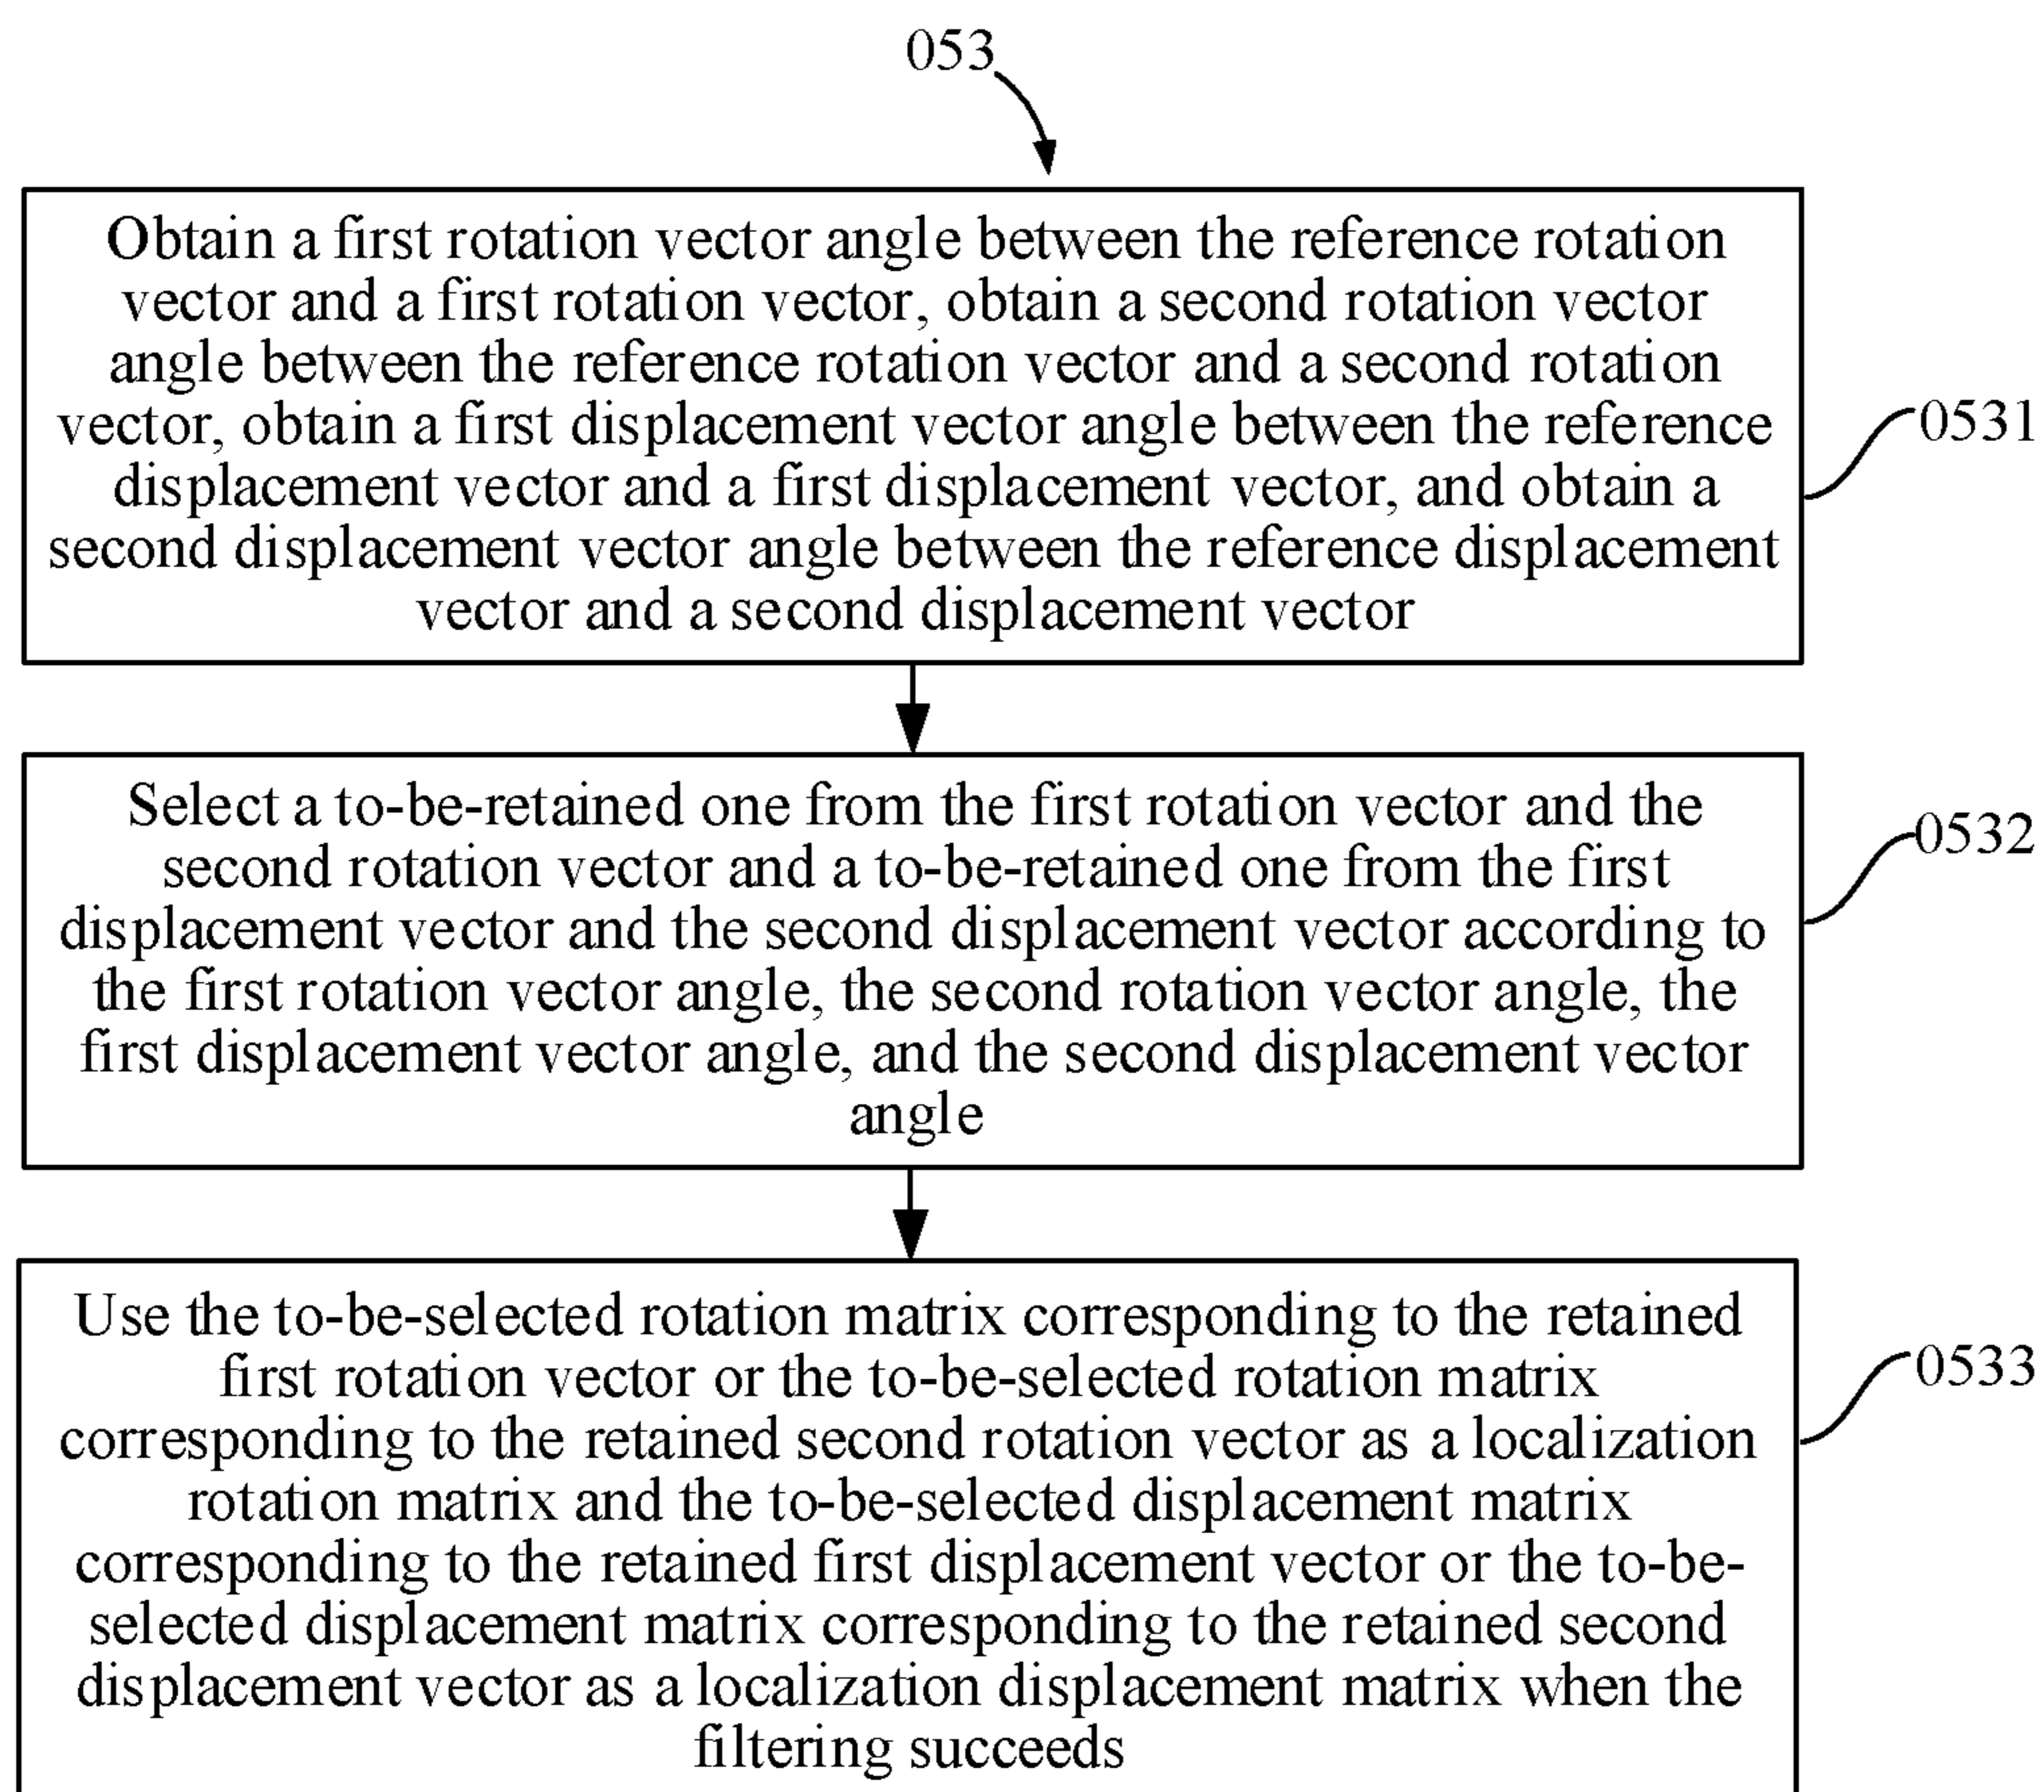 053
Obtain a first rotation vector angle between the reference rotation
vector and a first rotation vector, obtain a second rotation vector
angle between the reference rotation vector and a second rotation
vector, obtain a first displacement vector angle between the reference
displacement vector and a first displacement vector, and obtain a
second displacement vector angle between the reference displacement
vector and a second displacement vector
0531
Select a to-be-retained one from the first rotation vector and the
second rotation vector and a to-be-retained one from the first
displacement vector and the second displacement vector according to
the first rotation vector angle, the second rotation vector angle, the
first displacement vector angle, and the second displacement vector
angle
0532
Use the to-be-selected rotation matrix corresponding to the retained
first rotation vector or the to-be-selected rotation matrix
corresponding to the retained second rotation vector as a localization
rotation matrix and the to-be-selected displacement matrix
corresponding to the retained first displacement vector or the to-be-
selected displacement matrix corresponding to the retained second
displacement vector as a localization displacement matrix when the
filtering succeeds
0533